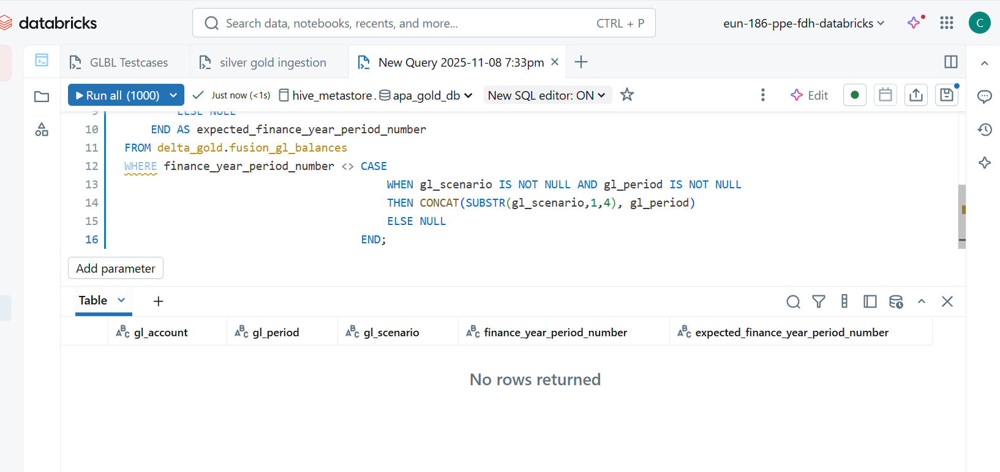 databricks
Search data, notebooks, recents, and more... CTRL + P
eun-186-ppe-fdh-databricks
C
GLBL Testcases
silver gold ingestion
New Query 2025-11-08 7:33pm
Run all (1000)
Just now (<1s)
hive_metastore . apa_gold_db
New SQL editor: ON
Edit
9 ELSE NULL
10 END AS expected_finance_year_period_number
11 FROM delta_gold.fusion_gl_balances
12 WHERE finance_year_period_number <> CASE
13 WHEN gl_scenario IS NOT NULL AND gl_period IS NOT NULL
14 THEN CONCAT(SUBSTR(gl_scenario,1,4), gl_period)
15 ELSE NULL
16 END;
Add parameter
Table
gl_account gl_period gl_scenario finance_year_period_number expected_finance_year_period_number
No rows returned